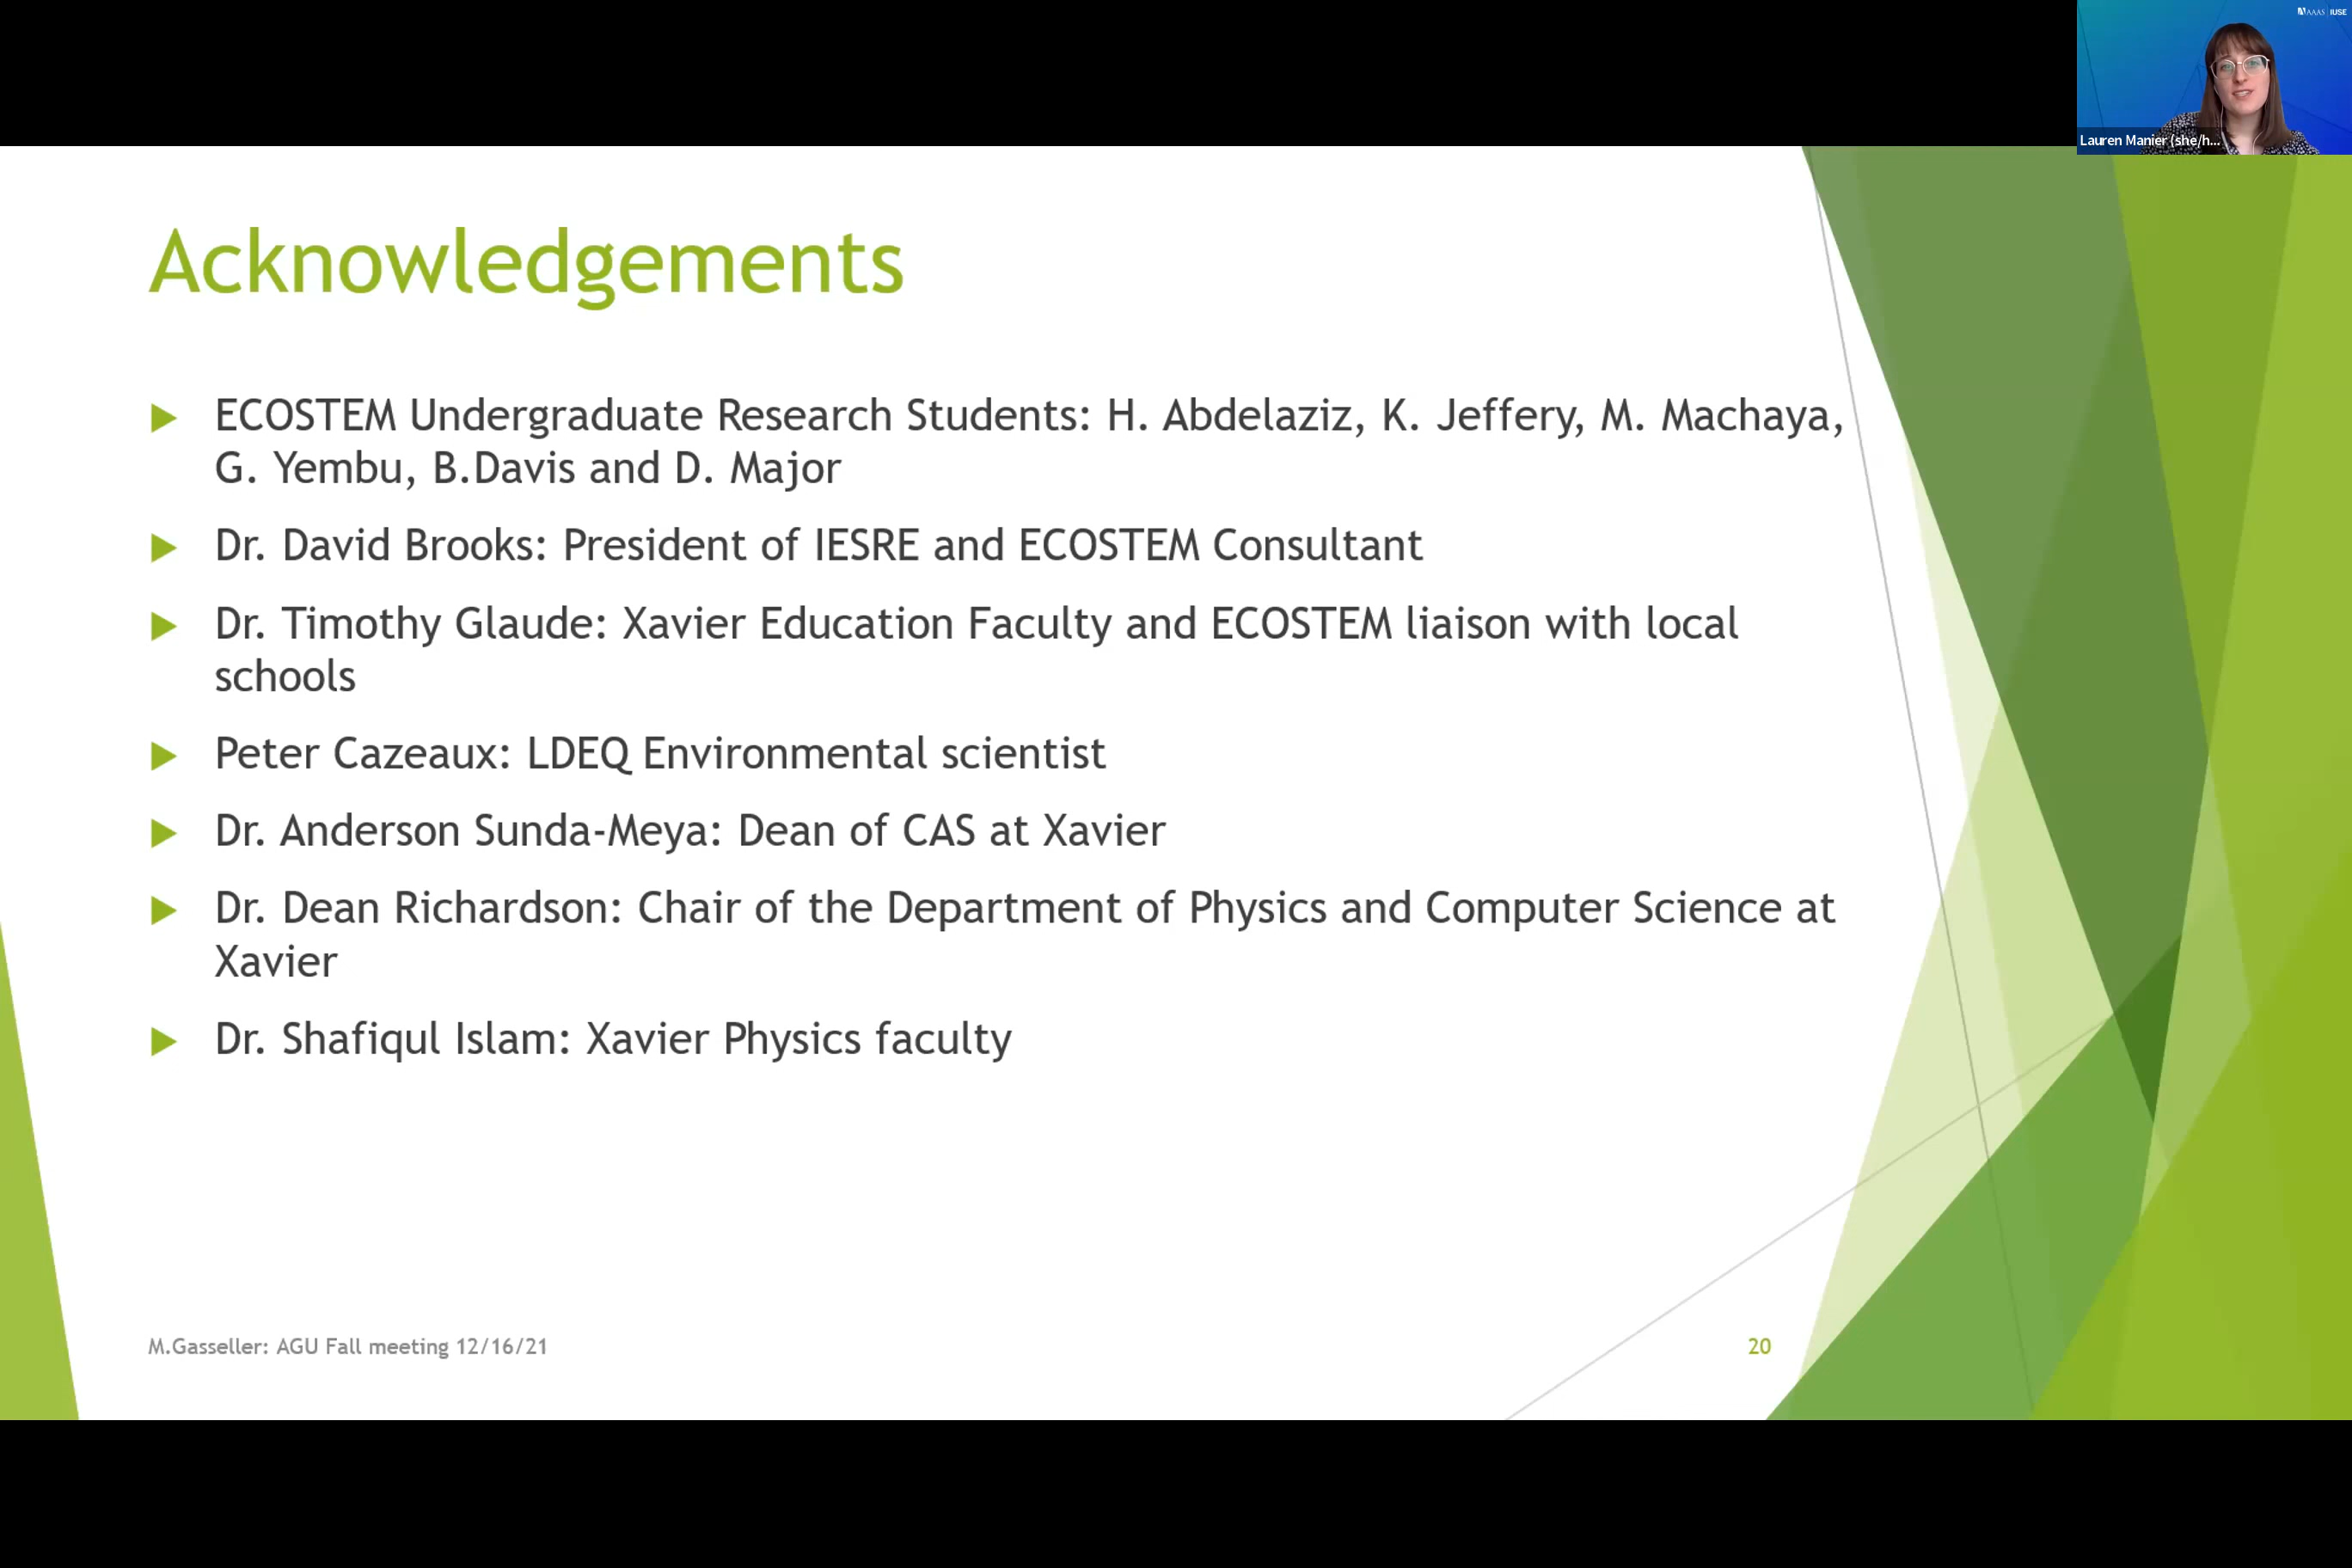 AAAS IUSE
Lauren Manier (she/h...
Acknowledgements
ECOSTEM Undergraduate Research Students: H. Abdelaziz, K. Jeffery, M. Machaya,
G. Yembu, B.Davis and D. Major
Dr. David Brooks: President of IESRE and ECOSTEM Consultant
Dr. Timothy Glaude: Xavier Education Faculty and ECOSTEM liaison with local
schools
Peter Cazeaux: LDEQ Environmental scientist
Dr. Anderson Sunda-Meya: Dean of CAS at Xavier
Dr. Dean Richardson: Chair of the Department of Physics and Computer Science at
Xavier
Dr. Shafiqul Islam: Xavier Physics faculty
M.Gasseller: AGU Fall meeting 12/16/21
20